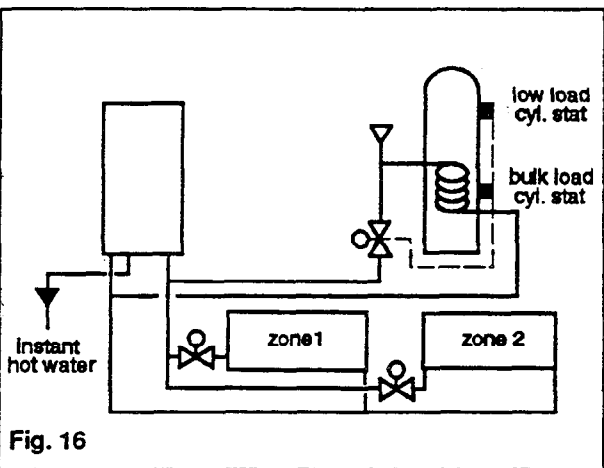 low load
cyl. stat
bulk load
cyl. stat
instant
hot water
zone1
zone 2
Fig. 16